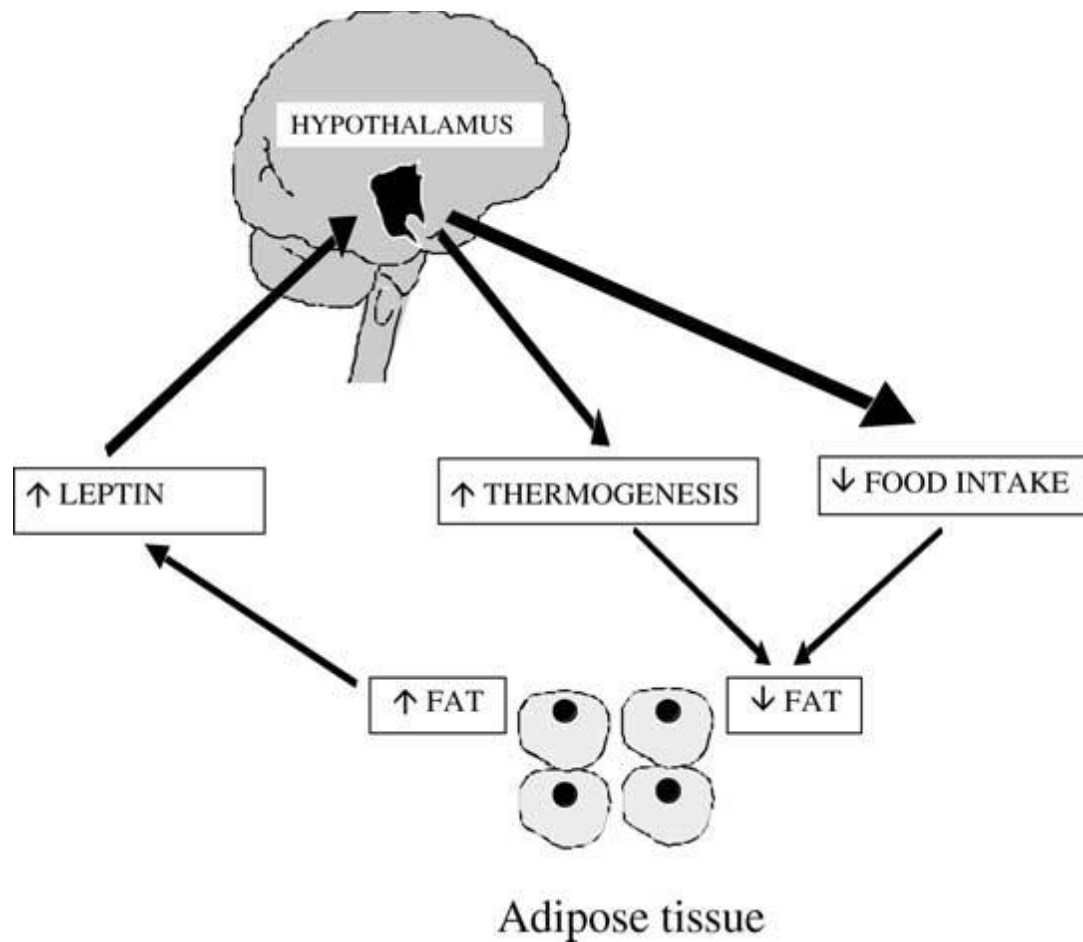 HYPOTHALAMUS
↑ LEPTIN
↑ THERMOGENESIS
↓ FOOD INTAKE
↑ FAT
↓ FAT
Adipose tissue